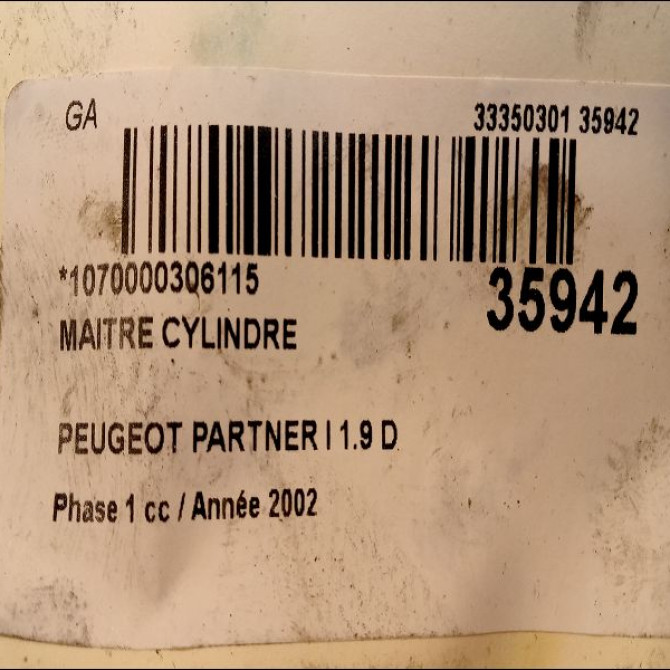 GA 33350301 35942
*1070000306115 35942
MAITRE CYLINDRE
PEUGEOT PARTNER I 1.9 D
Phase 1 cc / Année 2002